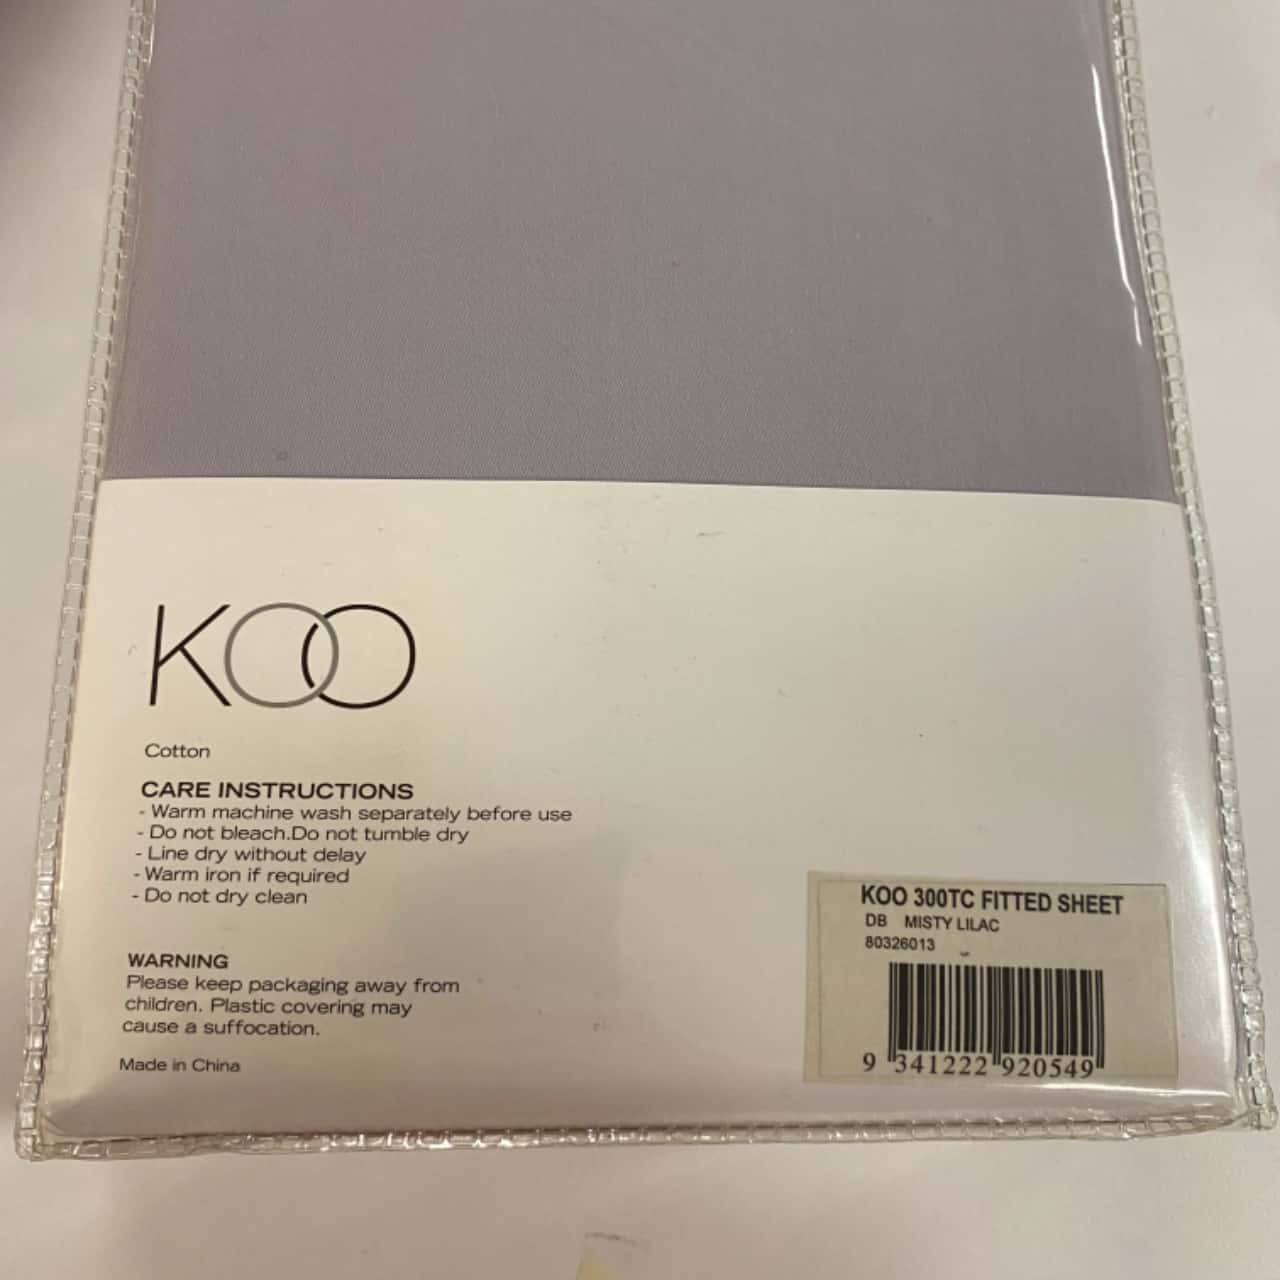 KOO
Cotton
CARE INSTRUCTIONS
- Warm machine wash separately before use
- Do not bleach.Do not tumble dry
- Line dry without delay
- Warm iron if required
- Do not dry clean
WARNING
Please keep packaging away from
children. Plastic covering may
cause a suffocation.
Made in China
KOO 300TC FITTED SHEET
DB MISTY LILAC
80326013
9 341222 920549